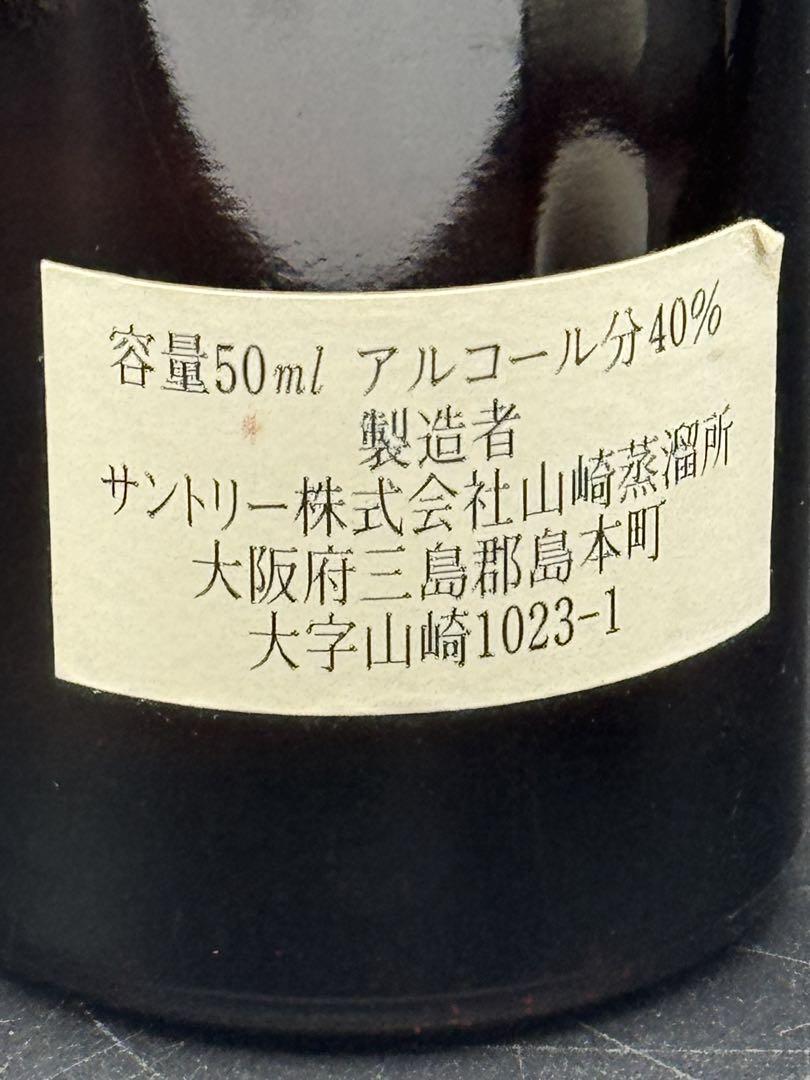 容量50ml アルコール分40%
製造者
サントリー株式会社山崎蒸溜所
大阪府三島郡島本町
大字山崎1023-1